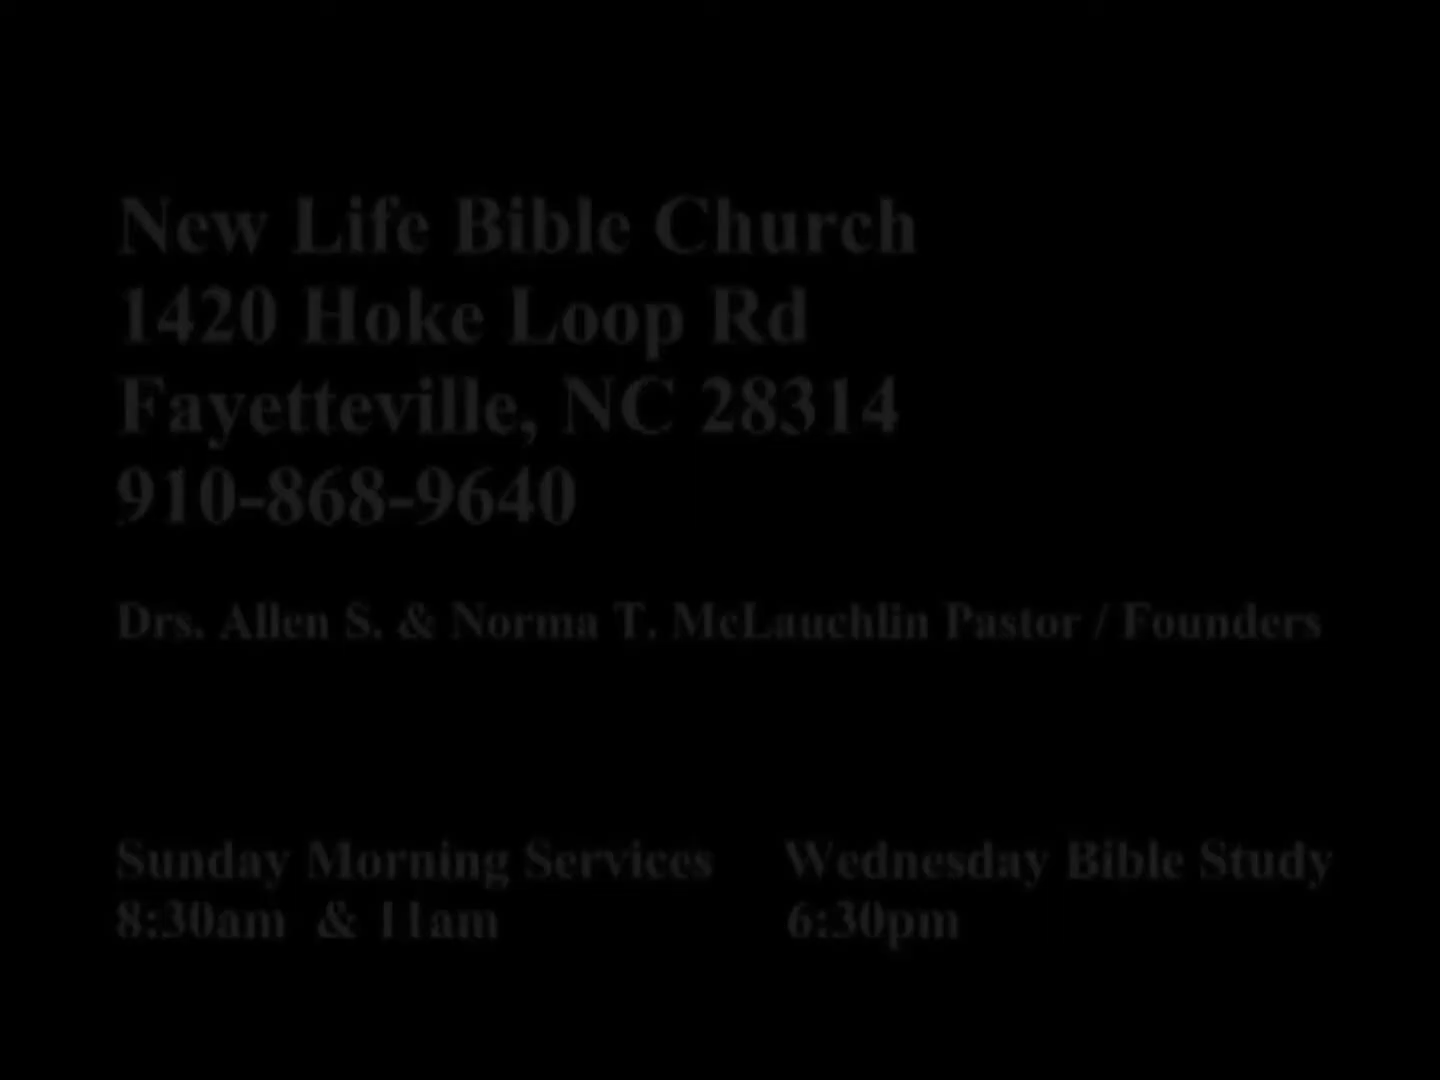 New Life Bible Church
1420 Hoke Loop Rd
Fayetteville, NC 28314
910-868-9640
Drs. Allen S. & Norma T. McLauchlin Pastor / Founders
Sunday Morning Services
8:30am & 11am
Wednesday Bible Study
6:30pm